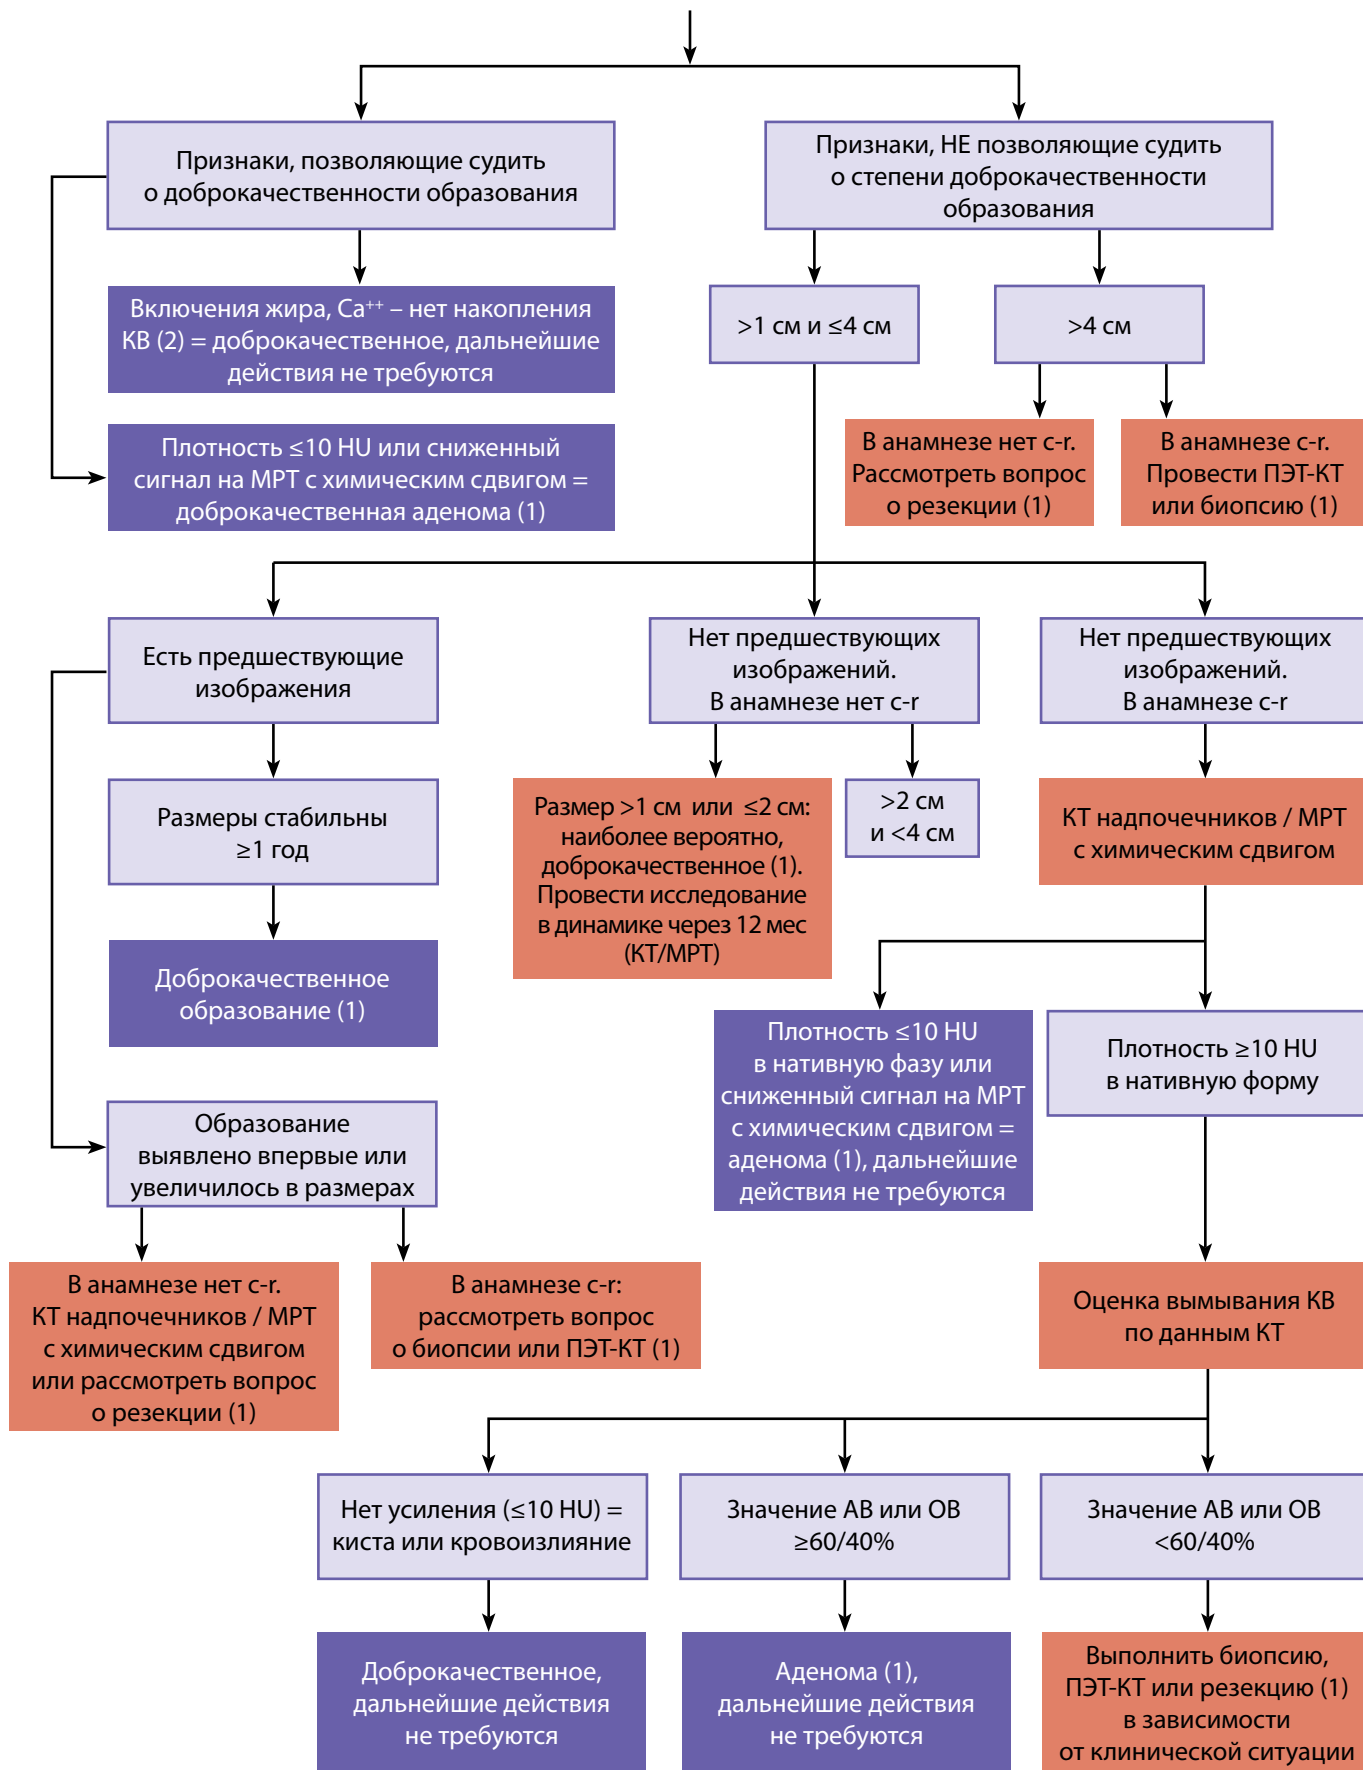 Признаки, позволяющие судить
о доброкачественности образования
Признаки, НЕ позволяющие судить
о степени доброкачественности
образования
Включения жира, Ca⁺⁺ – нет накопления
КВ (2) = доброкачественное, дальнейшие
действия не требуются
>1 см и ≤4 см
>4 см
Плотность ≤10 HU или сниженный
сигнал на МРТ с химическим сдвигом =
доброкачественная аденома (1)
В анамнезе нет c-r.
Рассмотреть вопрос
о резекции (1)
В анамнезе c-r.
Провести ПЭТ-КТ
или биопсию (1)
Есть предшествующие
изображения
Нет предшествующих
изображений.
В анамнезе нет c-r
Нет предшествующих
изображений.
В анамнезе c-r
Размеры стабильны
≥1 год
Размер >1 см или ≤2 см:
наиболее вероятно,
доброкачественное (1).
Провести исследование
в динамике через 12 мес
(КТ/МРТ)
>2 см
и <4 см
КТ надпочечников / МРТ
с химическим сдвигом
Доброкачественное
образование (1)
Плотность ≤10 HU
в нативную фазу или
сниженный сигнал на МРТ
с химическим сдвигом =
аденома (1), дальнейшие
действия не требуются
Плотность ≥10 HU
в нативную форму
Образование
выявлено впервые или
увеличилось в размерах
В анамнезе нет c-r.
КТ надпочечников / МРТ
с химическим сдвигом
или рассмотреть вопрос
о резекции (1)
В анамнезе c-r:
рассмотреть вопрос
о биопсии или ПЭТ-КТ (1)
Оценка вымывания КВ
по данным КТ
Нет усиления (≤10 HU) =
киста или кровоизлияние
Значение АВ или ОВ
≥60/40%
Значение АВ или ОВ
<60/40%
Доброкачественное,
дальнейшие действия
не требуются
Аденома (1),
дальнейшие действия
не требуются
Выполнить биопсию,
ПЭТ-КТ или резекцию (1)
в зависимости
от клинической ситуации